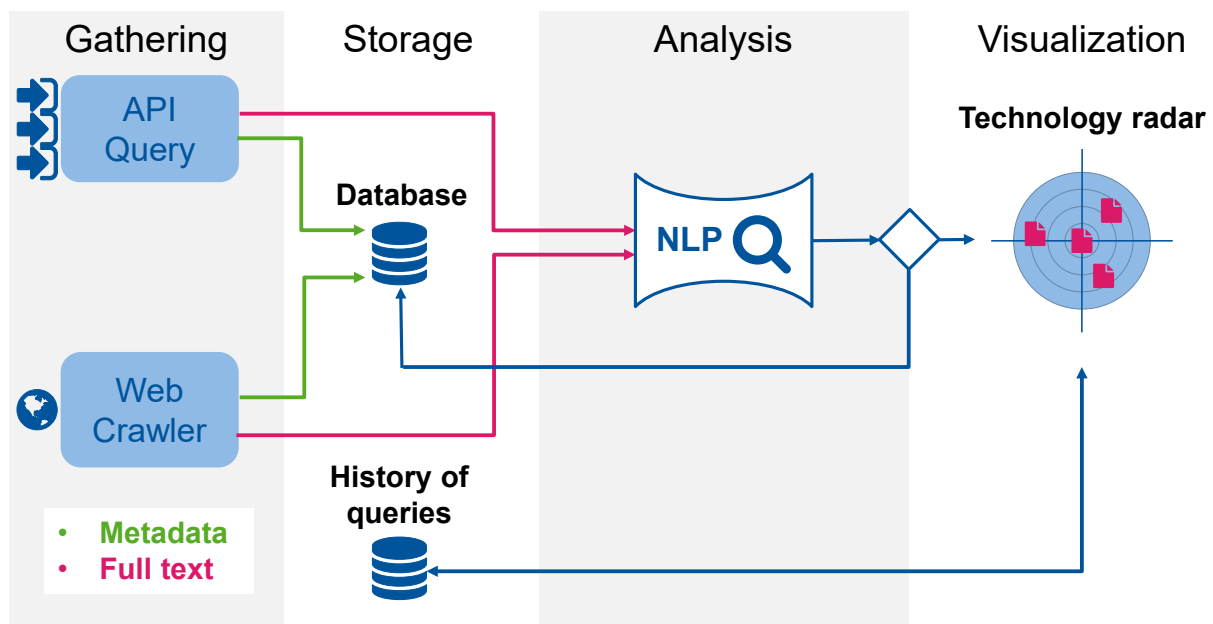 Gathering
Storage
Analysis
Visualization
API
Query
Technology radar
Database
NLP
Web
Crawler
History of
queries
• Metadata
• Full text